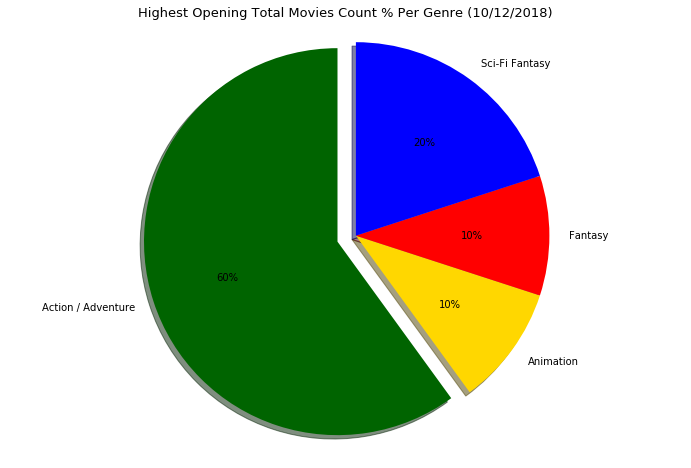 Highest Opening Total Movies Count % Per Genre (10/12/2018)
Sci-Fi Fantasy
20%
10%
Fantasy
60%
10%
Action / Adventure
Animation